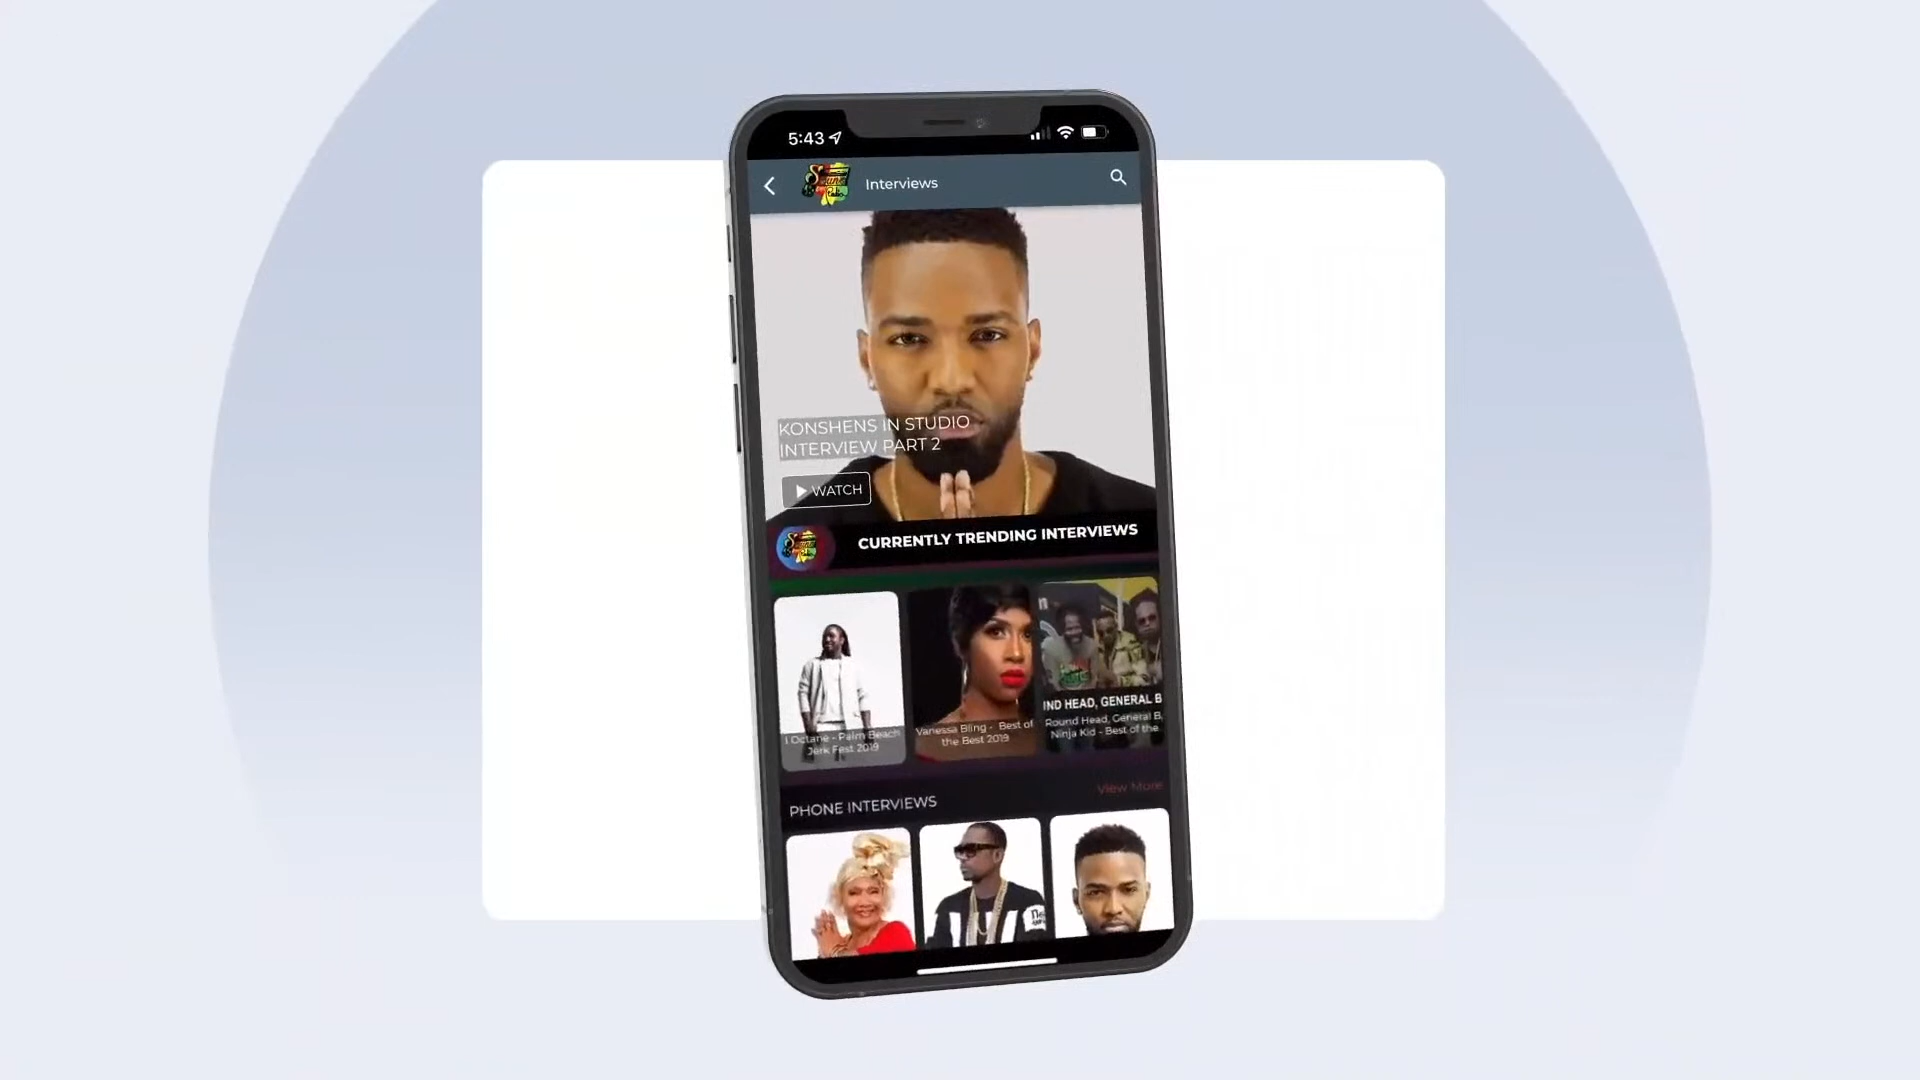 5:43
Interviews
KONSHENS IN STUDIO
INTERVIEW PART 2
WATCH
CURRENTLY TRENDING INTERVIEWS
I Octane - Palm Beach
Jerk Fest 2019
Vanessa Bling - Best of
the Best 2019
IND HEAD, GENERAL B
Round Head, General B,
Ninja Kid - Best of the
PHONE INTERVIEWS
View More